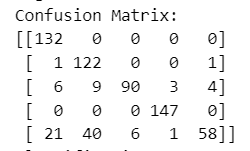 Confusion Matrix:
[[132 0 0 0 0]
[ 1 122 0 0 1]
[ 6 9 90 3 4]
[ 0 0 0 147 0]
[ 21 40 6 1 58]]